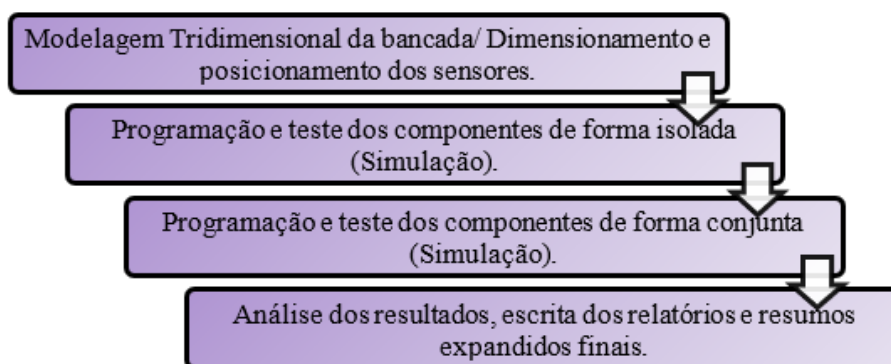 Modelagem Tridimensional da bancada/ Dimensionamento e
posicionamento dos sensores.
Programação e teste dos componentes de forma isolada
(Simulação).
Programação e teste dos componentes de forma conjunta
(Simulação).
Análise dos resultados, escrita dos relatórios e resumos
expandidos finais.